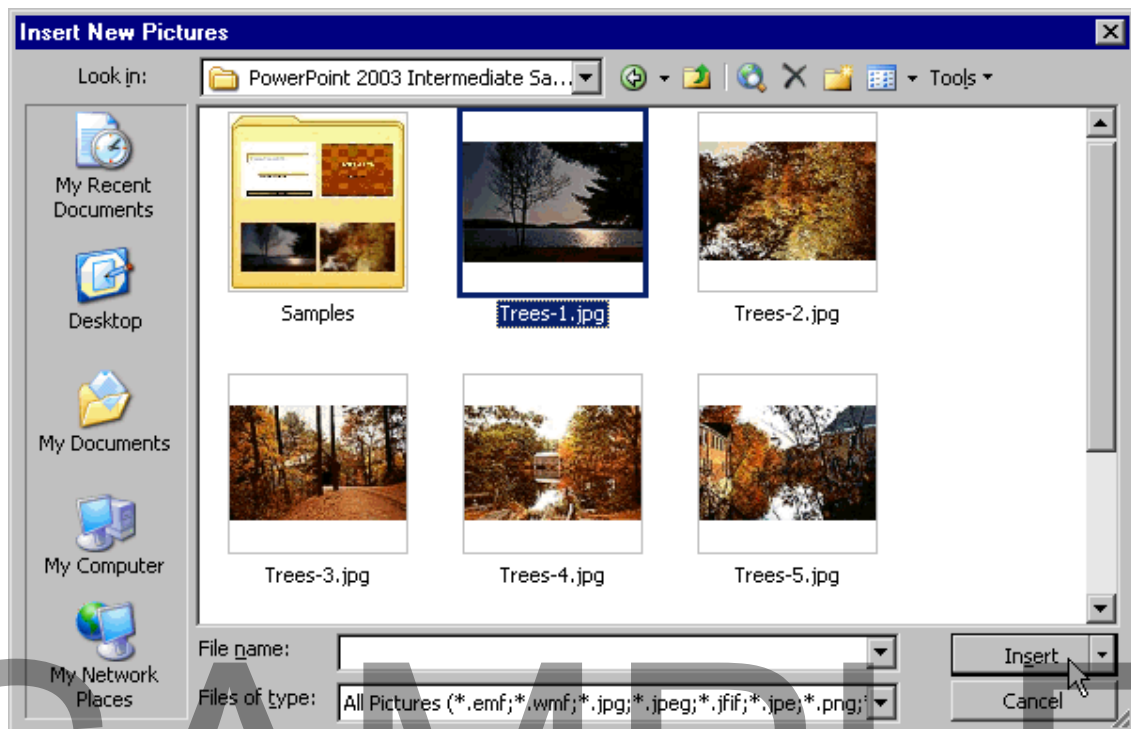 Insert New Pictures
Look in:
PowerPoint 2003 Intermediate Sa...
Tools
My Recent
Documents
Desktop
My Documents
My Computer
My Network
Places
Samples
Trees-1.jpg
Trees-2.jpg
Trees-3.jpg
Trees-4.jpg
Trees-5.jpg
File name:
Insert
Files of type:
All Pictures (*.emf;*.wmf;*.jpg;*.jpeg;*.jfif;*.jpe;*.png;
Cancel